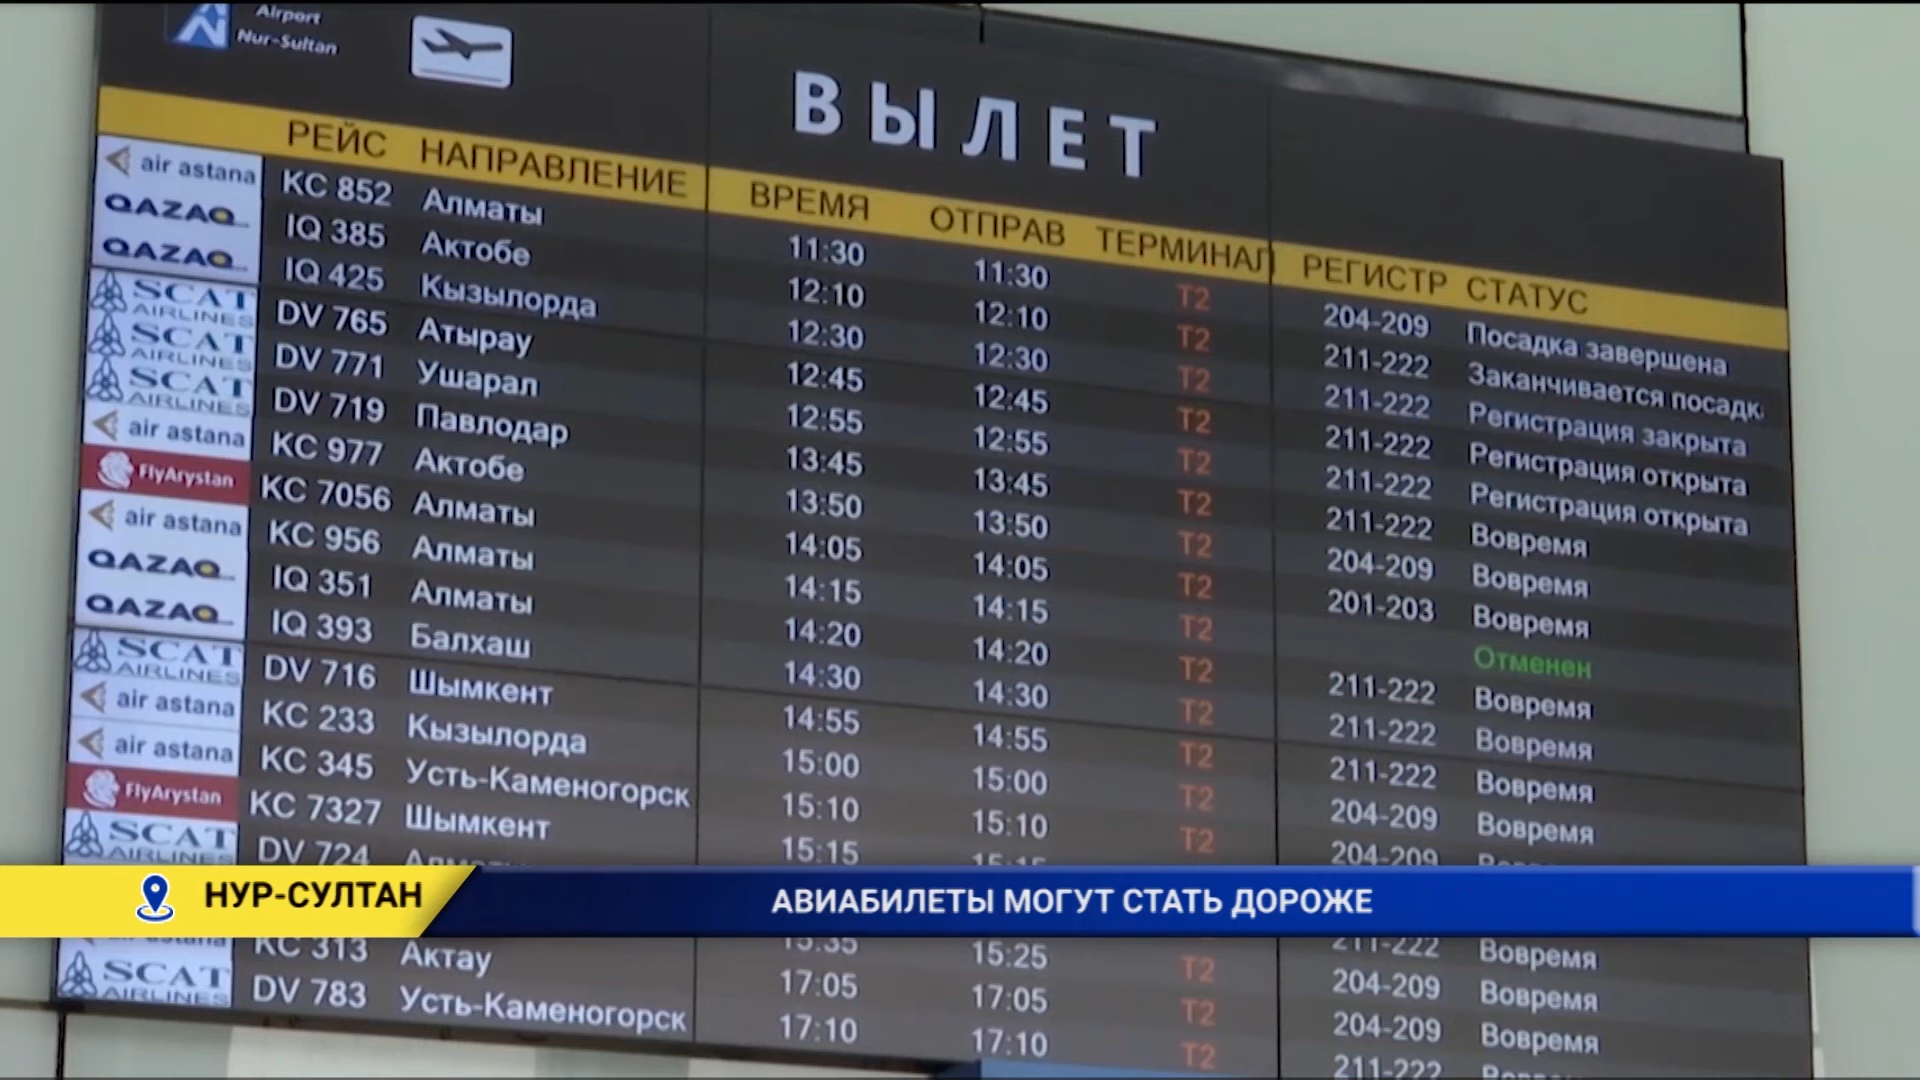 Airport
Nur-Sultan
ВЫЛЕТ
РЕЙС НАПРАВЛЕНИЕ ВРЕМЯ ОТПРАВ ТЕРМИНАЛ РЕГИСТР СТАТУС
air astana KC 852 Алматы 11:30 11:30 T2 204-209 Посадка завершена
QAZAQ IQ 385 Актобе 12:10 12:10 T2 211-222 Заканчивается посадк
QAZAQ IQ 425 Кызылорда 12:30 12:30 T2 211-222 Регистрация закрыта
SCAT AIRLINES DV 765 Атырау 12:45 12:45 T2 211-222 Регистрация открыта
SCAT AIRLINES DV 771 Ушарал 12:55 12:55 T2 211-222 Регистрация открыта
SCAT AIRLINES DV 719 Павлодар 13:45 13:45 T2 211-222 Вовремя
air astana KC 977 Актобе 13:50 13:50 T2 204-209 Вовремя
FlyArystan KC 7056 Алматы 14:05 14:05 T2 201-203 Вовремя
air astana KC 956 Алматы 14:15 14:15 T2 Отменен
QAZAQ IQ 351 Алматы 14:20 14:20 T2 211-222 Вовремя
QAZAQ IQ 393 Балхаш 14:30 14:30 T2 211-222 Вовремя
SCAT AIRLINES DV 716 Шымкент 14:55 14:55 T2 211-222 Вовремя
air astana KC 233 Кызылорда 15:00 15:00 T2 204-209 Вовремя
air astana KC 345 Усть-Каменогорск 15:10 15:10 T2 204-209 Вовремя
FlyArystan KC 7327 Шымкент 15:15 15:15
SCAT AIRLINES DV 724 Алматы
НУР-СУЛТАН АВИАБИЛЕТЫ МОГУТ СТАТЬ ДОРОЖЕ
211-222 Вовремя
15:35 15:25 T2 204-209 Вовремя
air astana KC 313 Актау 17:05 17:05 T2 204-209 Вовремя
SCAT AIRLINES DV 783 Усть-Каменогорск 17:10 17:10 T2 211-222